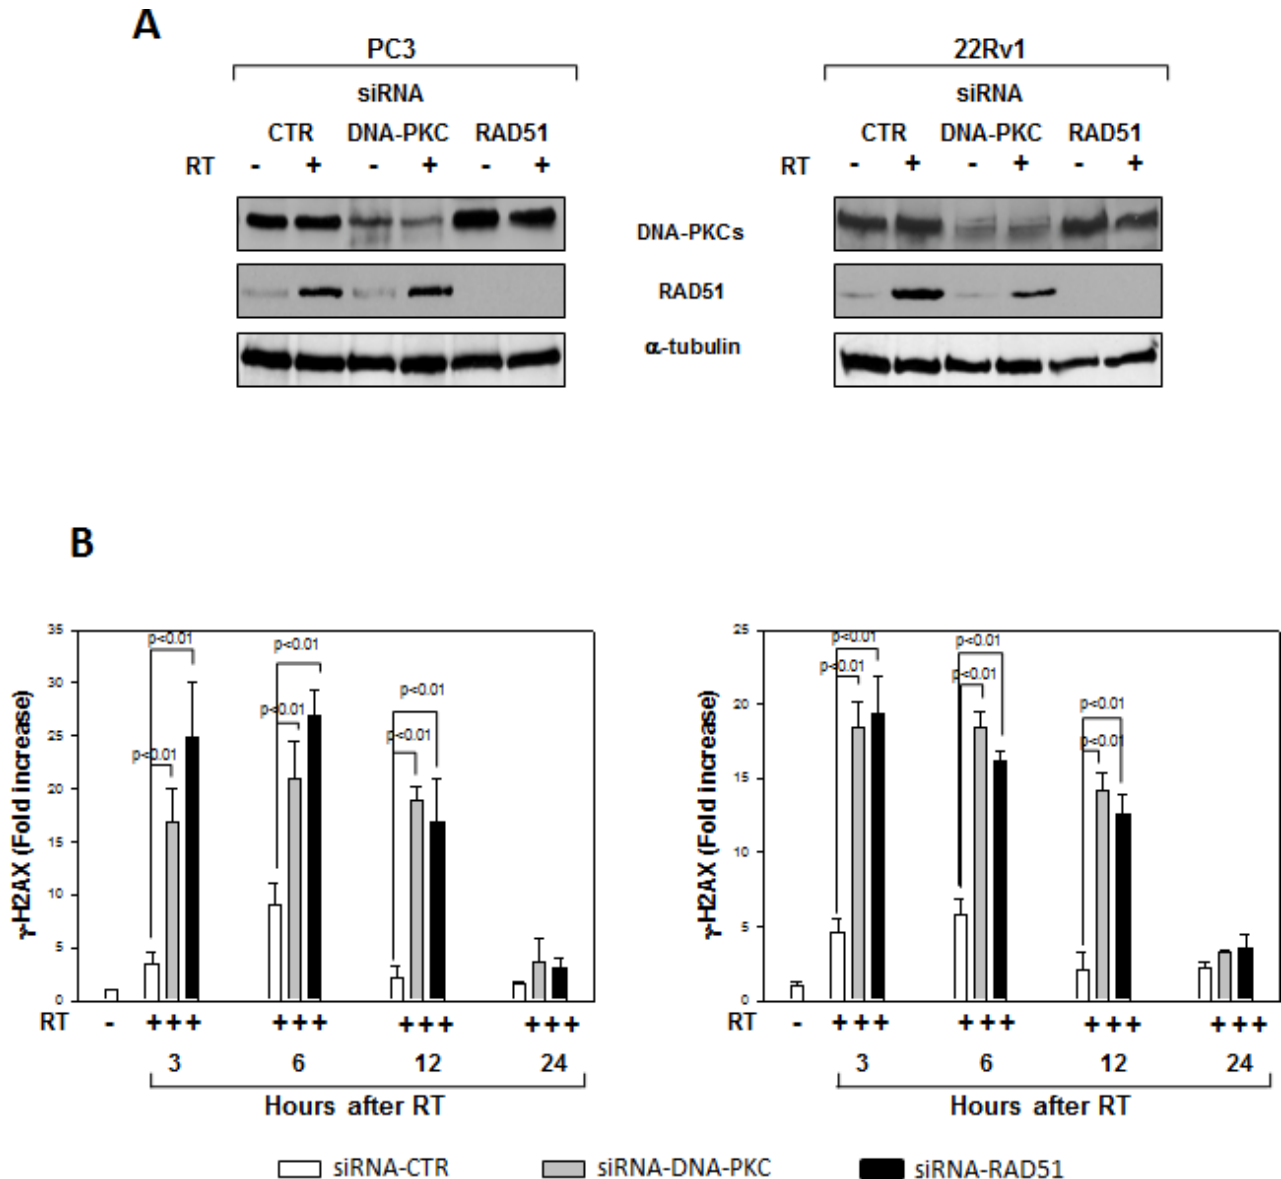 A
PC3
siRNA
CTR DNA-PKC RAD51
RT - + - + - +
22Rv1
siRNA
CTR DNA-PKC RAD51
- + - + - +
DNA-PKCs
RAD51
α-tubulin
B
γ-H2AX (Fold increase)
35
30
25
20
15
10
5
0
p<0.01
p<0.01
p<0.01
p<0.01
p<0.01
p<0.01
RT - +++ +++ +++ +++
3 6 12 24
Hours after RT
γ-H2AX (Fold increase)
25
20
15
10
5
0
p<0.01
p<0.01
p<0.01
p<0.01
p<0.01
p<0.01
RT - +++ +++ +++ +++
3 6 12 24
Hours after RT
siRNA-CTR siRNA-DNA-PKC siRNA-RAD51